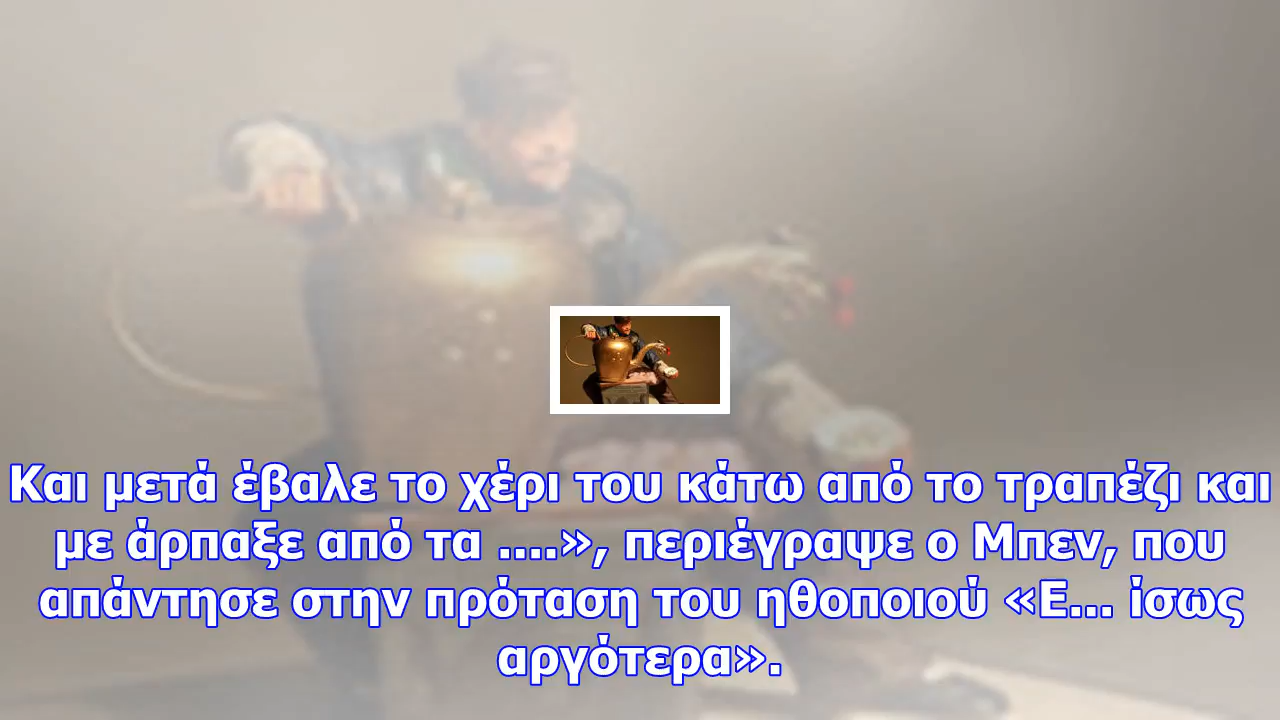 Και μετά έβαλε το χέρι του κάτω από το τραπέζι και
με άρπαξε από τα ....», περιέγραψε ο Μπεν, που
απάντησε στην πρόταση του ηθοποιού «Ε... ίσως
αργότερα».